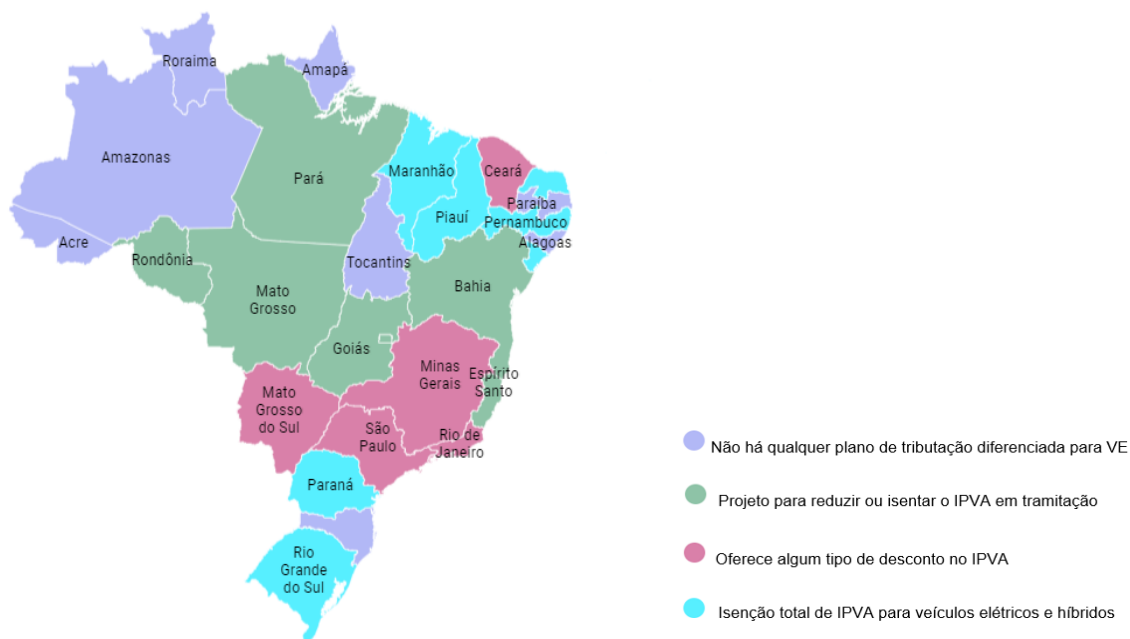 Roraima
Amapá
Amazonas
Pará
Maranhão
Ceará
Paraíba
Piauí
Pernambuco
Acre
Alagoas
Rondônia
Tocantins
Bahia
Mato
Grosso
Goiás
Minas
Gerais
Espírito
Santo
Mato
Grosso
do Sul
São
Paulo
Rio de
Janeiro
Paraná
Rio
Grande
do Sul
Não há qualquer plano de tributação diferenciada para VE
Projeto para reduzir ou isentar o IPVA em tramitação
Oferece algum tipo de desconto no IPVA
Isenção total de IPVA para veículos elétricos e híbridos